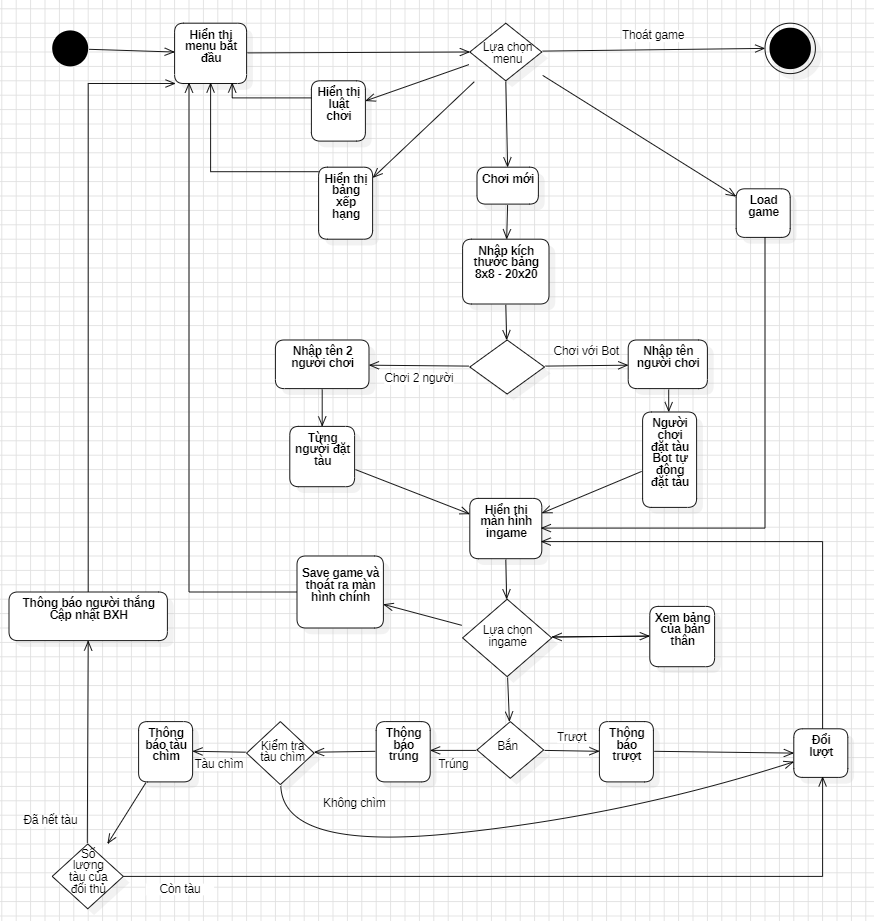 Hiển thị
menu bắt
đầu
Lựa chọn
menu
Thoát game
Hiển thị
luật
chơi
Hiển thị
bảng
xếp
hạng
Chơi mới
Load
game
Nhập kích
thước bảng
8x8 - 20x20
Nhập tên 2
người chơi
Chơi 2 người
Chơi với Bot
Nhập tên
người chơi
Từng
người đặt
tàu
Người
chơi
đặt tàu
Bot tự
động
đặt tàu
Hiển thị
màn hình
ingame
Save game và
thoát ra màn
hình chính
Thông báo người thắng
Cập nhật BXH
Lựa chọn
ingame
Xem bảng
của bản
thân
Thông
báo tàu
chìm
Tàu chìm
Kiểm tra
tàu chìm
Thông
báo
trúng
Trúng
Bắn
Trượt
Thông
báo
trượt
Đổi
lượt
Không chìm
Đã hết tàu
Số
lượng
tàu của
đối thủ
Còn tàu